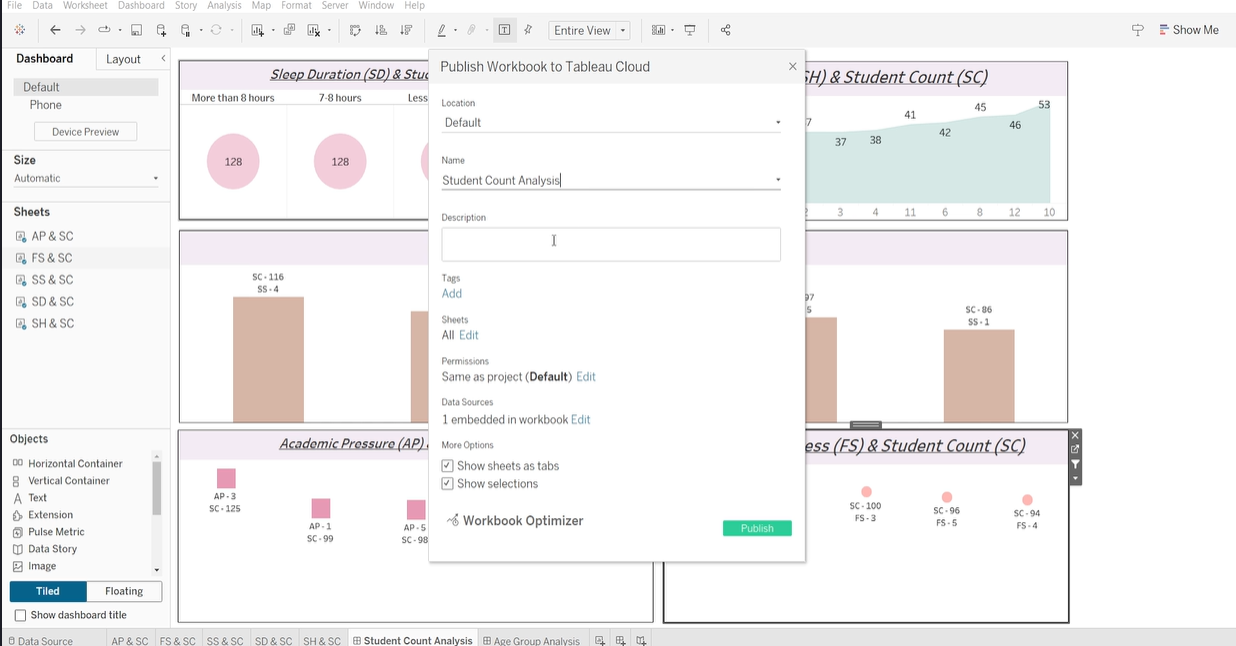 File Data Worksheet Dashboard Story Analysis Map Format Server Window Help
Entire View
Show Me
Dashboard Layout
Default
Phone
Device Preview
Size
Automatic
Sheets
AP & SC
FS & SC
SS & SC
SD & SC
SH & SC
Objects
Horizontal Container
Vertical Container
Text
Extension
Pulse Metric
Data Story
Image
Tiled Floating
Show dashboard title
Sleep Duration (SD) & Stu
More than 8 hours 7-8 hours Less
128 128
SH) & Student Count (SC)
7 37 38 41 42 45 46 53
2 3 4 11 6 8 12 10
SC - 116
SS - 4
97
5
SC - 86
SS - 1
Academic Pressure (AP)
AP - 3
SC - 125
AP - 1
SC - 99
AP - 5
SC - 98
ess (FS) & Student Count (SC)
SC - 100
FS - 3
SC - 96
FS - 5
SC - 94
FS - 4
Publish Workbook to Tableau Cloud
Location
Default
Name
Student Count Analysis
Description
Tags
Add
Sheets
All Edit
Permissions
Same as project (Default) Edit
Data Sources
1 embedded in workbook Edit
More Options
Show sheets as tabs
Show selections
Workbook Optimizer
Publish
Data Source AP & SC FS & SC SS & SC SD & SC SH & SC Student Count Analysis Age Group Analysis